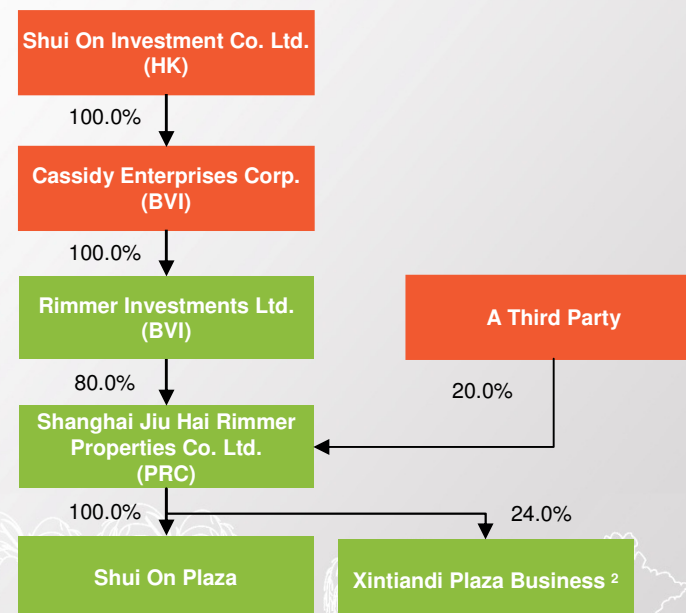 Shui On Investment Co. Ltd.
(HK)
100.0%
Cassidy Enterprises Corp.
(BVI)
100.0%
Rimmer Investments Ltd.
(BVI)
A Third Party
80.0%
20.0%
Shanghai Jiu Hai Rimmer
Properties Co. Ltd.
(PRC)
100.0%
24.0%
Shui On Plaza
Xintiandi Plaza Business ²